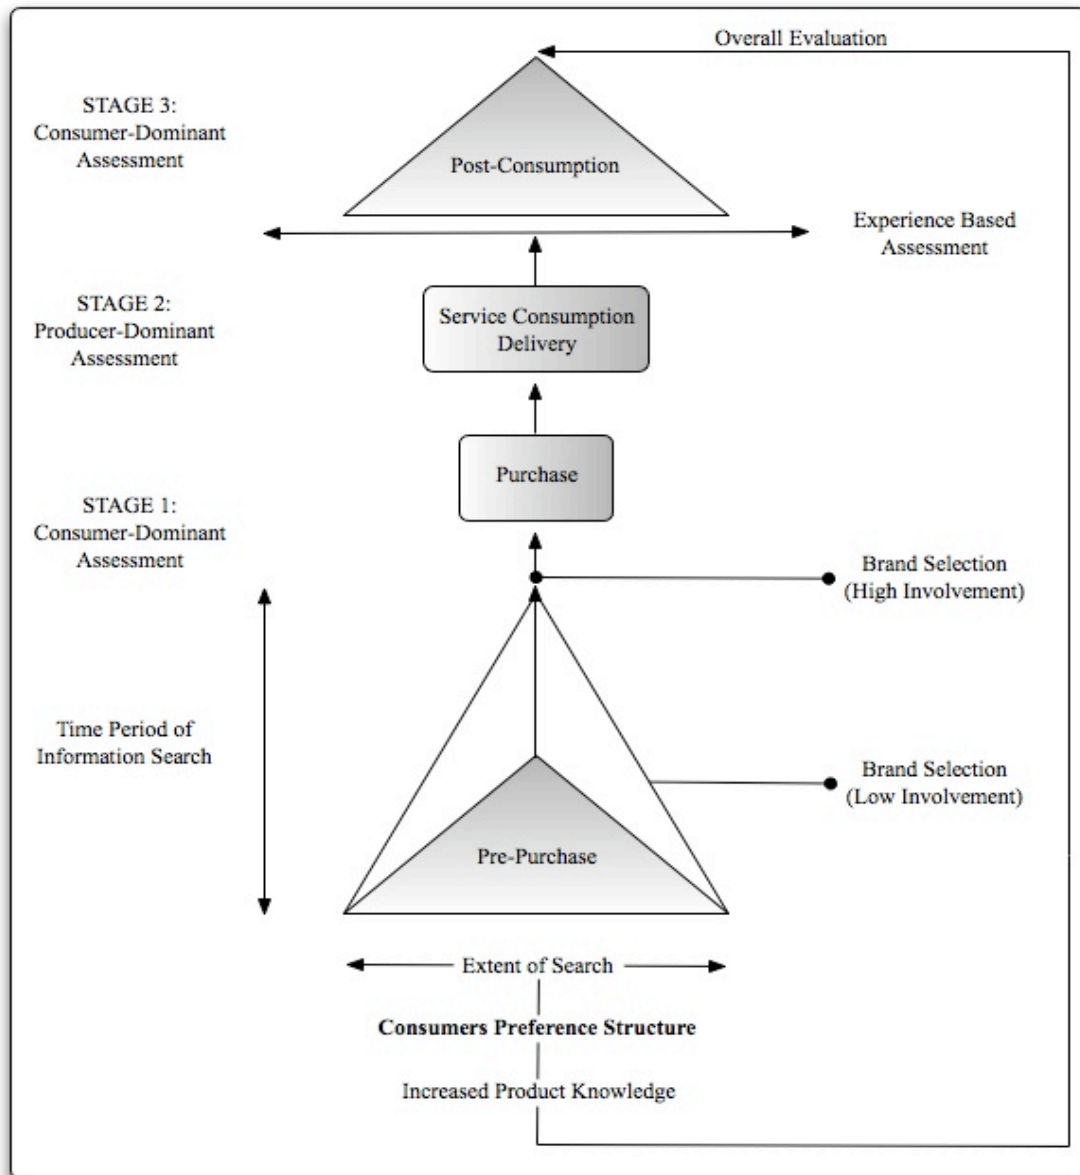 Overall Evaluation
STAGE 3:
Consumer-Dominant
Assessment
Post-Consumption
Experience Based
Assessment
STAGE 2:
Producer-Dominant
Assessment
Service Consumption
Delivery
Purchase
STAGE 1:
Consumer-Dominant
Assessment
Brand Selection
(High Involvement)
Time Period of
Information Search
Brand Selection
(Low Involvement)
Pre-Purchase
Extent of Search
Consumers Preference Structure
Increased Product Knowledge